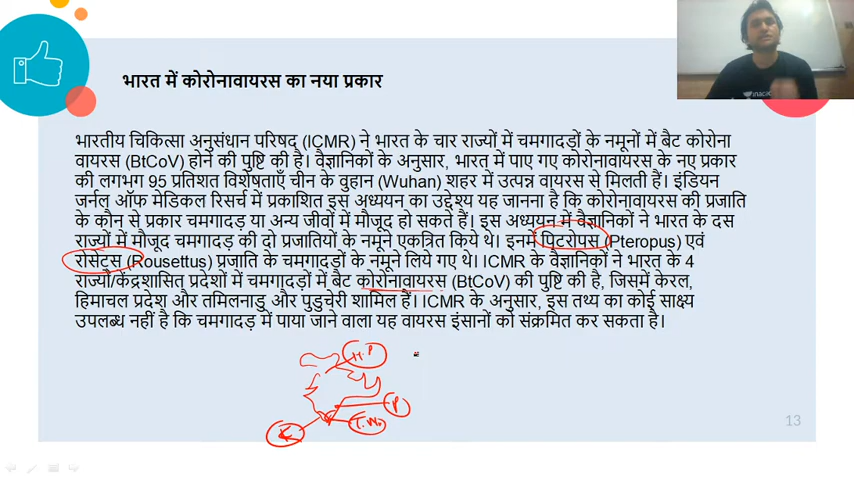 भारत में कोरोनावायरस का नया प्रकार
भारतीय चिकित्सा अनुसंधान परिषद (ICMR) ने भारत के चार राज्यों में चमगादड़ों के नमूनों में बैट कोरोना
वायरस (BtCoV) होने की पुष्टि की है। वैज्ञानिकों के अनुसार, भारत में पाए गए कोरोनावायरस के नए प्रकार
की लगभग 95 प्रतिशत विशेषताएँ चीन के वुहान (Wuhan) शहर में उत्पन्न वायरस से मिलती हैं। इंडियन
जर्नल ऑफ मेडिकल रिसर्च में प्रकाशित इस अध्ययन का उद्देश्य यह जानना है कि कोरोनावायरस की प्रजाति
के कौन से प्रकार चमगादड़ या अन्य जीवों में मौजूद हो सकते हैं। इस अध्ययन में वैज्ञानिकों ने भारत के दस
राज्यों में मौजूद चमगादड़ की दो प्रजातियों के नमूने एकत्रित किये थे। इनमें पिटरोपस (Pteropus) एवं
रोसेट्स (Rousettus) प्रजाति के चमगादड़ों के नमूने लिये गए थे। ICMR के वैज्ञानिकों ने भारत के 4
राज्यों/केंद्रशासित प्रदेशों में चमगादड़ों में बैट कोरोनावायरस (BtCoV) की पुष्टि की है, जिसमें केरल,
हिमाचल प्रदेश और तमिलनाडु और पुडुचेरी शामिल हैं। ICMR के अनुसार, इस तथ्य का कोई साक्ष्य
उपलब्ध नहीं है कि चमगादड़ में पाया जाने वाला यह वायरस इंसानों को संक्रमित कर सकता है।
H.P
P
K
13